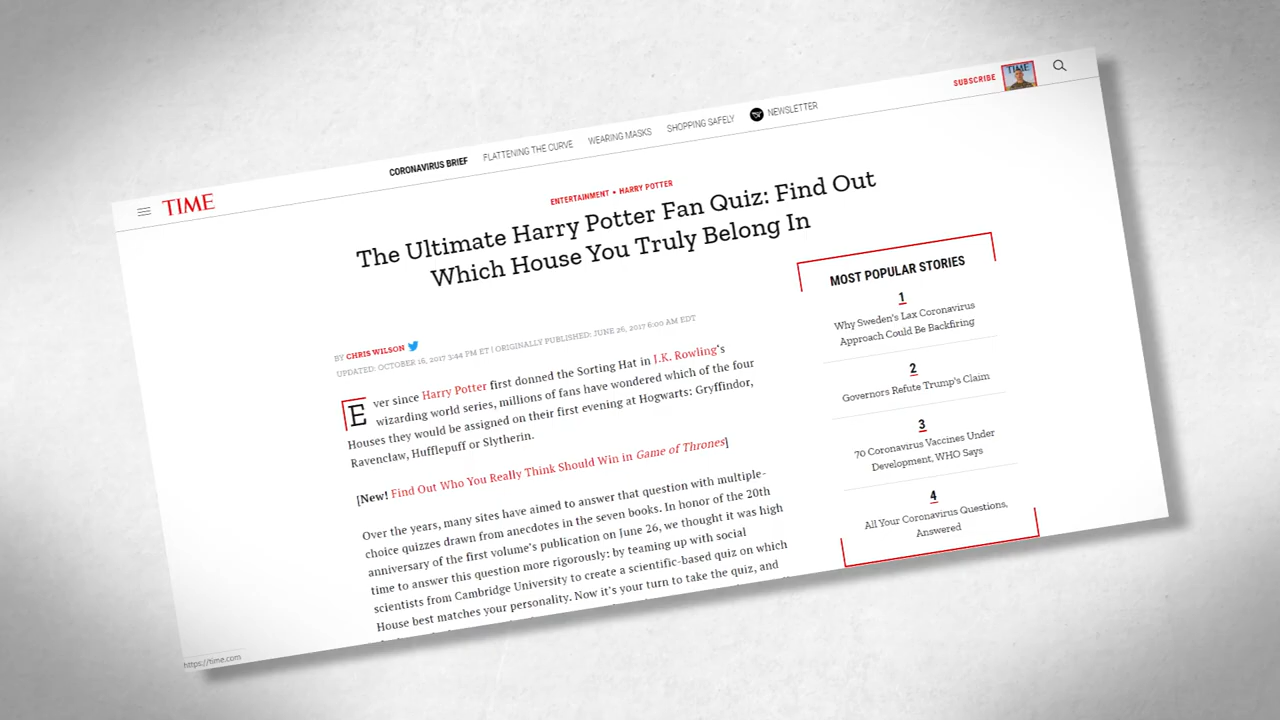 SUBSCRIBE
TIME
CORONAVIRUS BRIEF FLATTENING THE CURVE WEARING MASKS SHOPPING SAFELY NEWSLETTER
TIME
ENTERTAINMENT • HARRY POTTER
The Ultimate Harry Potter Fan Quiz: Find Out
Which House You Truly Belong In
BY CHRIS WILSON
UPDATED: OCTOBER 16, 2017 3:44 PM ET | ORIGINALLY PUBLISHED: JUNE 26, 2017 6:00 AM EDT
Ever since Harry Potter first donned the Sorting Hat in J.K. Rowling's
wizarding world series, millions of fans have wondered which of the four
Houses they would be assigned on their first evening at Hogwarts: Gryffindor,
Ravenclaw, Hufflepuff or Slytherin.
[New! Find Out Who You Really Think Should Win in Game of Thrones]
Over the years, many sites have aimed to answer that question with multiple-
choice quizzes drawn from anecdotes in the seven books. In honor of the 20th
anniversary of the first volume's publication on June 26, we thought it was high
time to answer this question more rigorously: by teaming up with social
scientists from Cambridge University to create a scientific-based quiz on which
House best matches your personality. Now it's your turn to take the quiz, and
MOST POPULAR STORIES
1
Why Sweden's Lax Coronavirus
Approach Could Be Backfiring
2
Governors Refute Trump's Claim
3
70 Coronavirus Vaccines Under
Development, WHO Says
4
All Your Coronavirus Questions,
Answered
https://time.com